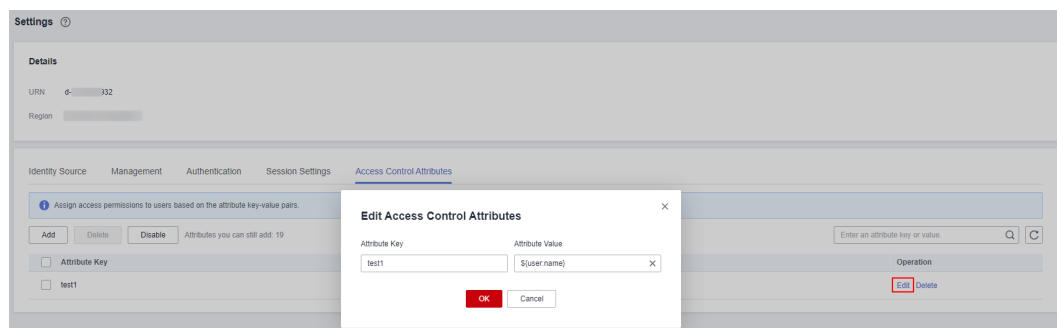 Settings
Details
URN d- 932
Region
Identity Source Management Authentication Session Settings Access Control Attributes
Assign access permissions to users based on the attribute key-value pairs.
Add Delete Disable Attributes you can still add: 19
Enter an attribute key or value.
Attribute Key Operation
test1 Edit Delete
Edit Access Control Attributes
Attribute Key Attribute Value
test1 ${user:name}
OK Cancel